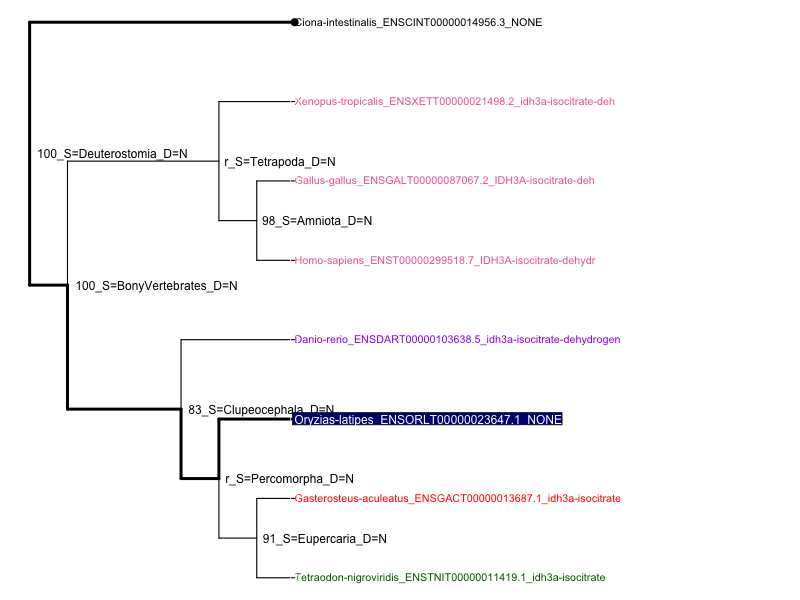 Ciona-intestinalis_ENSCINT00000014956.3_NONE
Xenopus-tropicalis_ENSXETT00000021498.2_idh3a-isocitrate-deh
100_S=Deuterostomia_D=N
r_S=Tetrapoda_D=N
Gallus-gallus_ENSGALT00000087067.2_IDH3A-isocitrate-deh
98_S=Amniota_D=N
Homo-sapiens_ENST00000299518.7_IDH3A-isocitrate-dehydr
100_S=BonyVertebrates_D=N
Danio-rerio_ENSDART00000103638.5_idh3a-isocitrate-dehydrogen
83_S=Clupeocephala_D=N
Oryzias-latipes_ENSORLT00000023647.1_NONE
r_S=Percomorpha_D=N
Gasterosteus-aculeatus_ENSGACT00000013687.1_idh3a-isocitrate
91_S=Eupercaria_D=N
Tetraodon-nigroviridis_ENSTNIT00000011419.1_idh3a-isocitrate